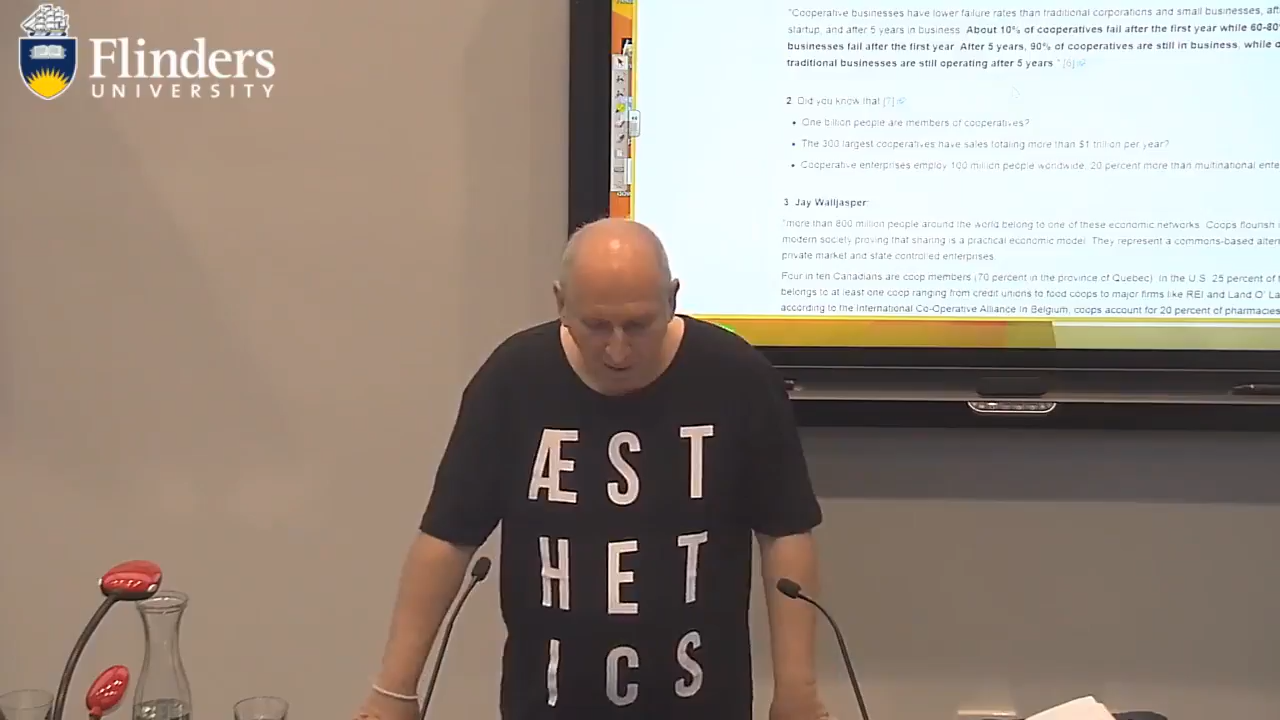 Flinders
UNIVERSITY
"Cooperative businesses have lower failure rates than traditional corporations and small businesses, aft
startup, and after 5 years in business. About 10% of cooperatives fail after the first year while 60-80
businesses fail after the first year. After 5 years, 90% of cooperatives are still in business, while o
traditional businesses are still operating after 5 years." [6]
2. Did you know that [7]
• One billion people are members of cooperatives?
• The 300 largest cooperatives have sales totaling more than $1 trillion per year?
• Cooperative enterprises employ 100 million people worldwide, 20 percent more than multinational ente
3. Jay Walljasper:
"more than 800 million people around the world belong to one of these economic networks. Coops flourish i
modern society proving that sharing is a practical economic model. They represent a commons-based alter
private market and state controlled enterprises.
Four in ten Canadians are coop members (70 percent in the province of Quebec). In the U.S. 25 percent of t
belongs to at least one coop ranging from credit unions to food coops to major firms like REI and Land O' La
according to the International Co-Operative Alliance in Belgium, coops account for 20 percent of pharmacies
ÆST
HET
ICS